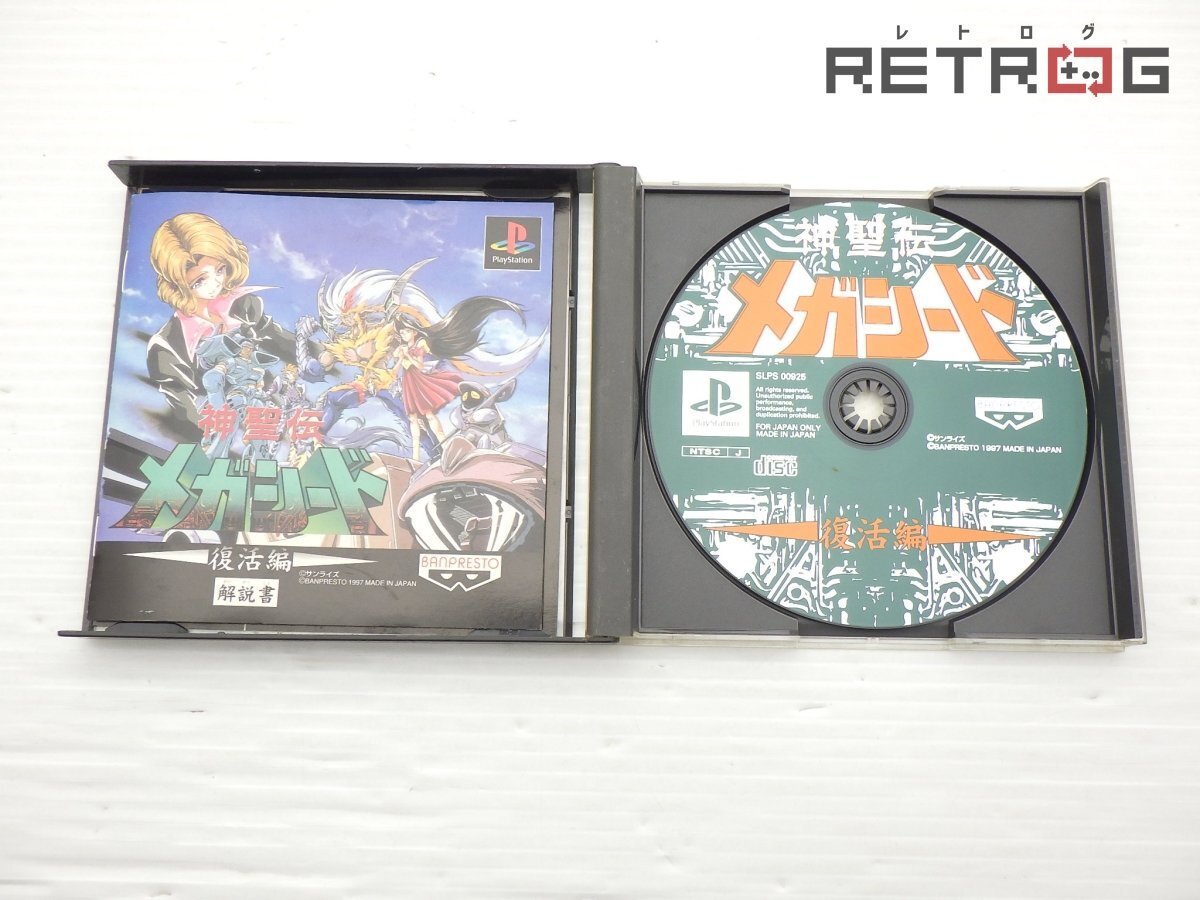 レトログ
RETROG
PlayStation
神聖伝
メガシード
復活編
©サンライズ
©BANPRESTO 1997 MADE IN JAPAN
解説書
BANPRESTO
神聖伝
メガシード
SLPS 00925
All rights reserved.
Unauthorized public
performance,
broadcasting, and
duplication prohibited.
FOR JAPAN ONLY
MADE IN JAPAN
PlayStation
NTSC J
COMPACT
disc
BANPRESTO
©サンライズ
©BANPRESTO 1997 MADE IN JAPAN
復活編